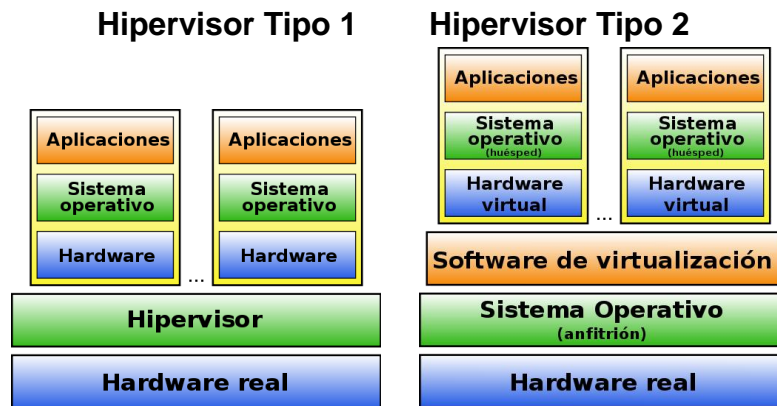 Hipervisor Tipo 1
Aplicaciones
Sistema
operativo
Hardware
...
Aplicaciones
Sistema
operativo
Hardware
Hipervisor
Hardware real
Hipervisor Tipo 2
Aplicaciones
Sistema
operativo
(huésped)
Hardware
virtual
...
Aplicaciones
Sistema
operativo
(huésped)
Hardware
virtual
Software de virtualización
Sistema Operativo
(anfitrión)
Hardware real